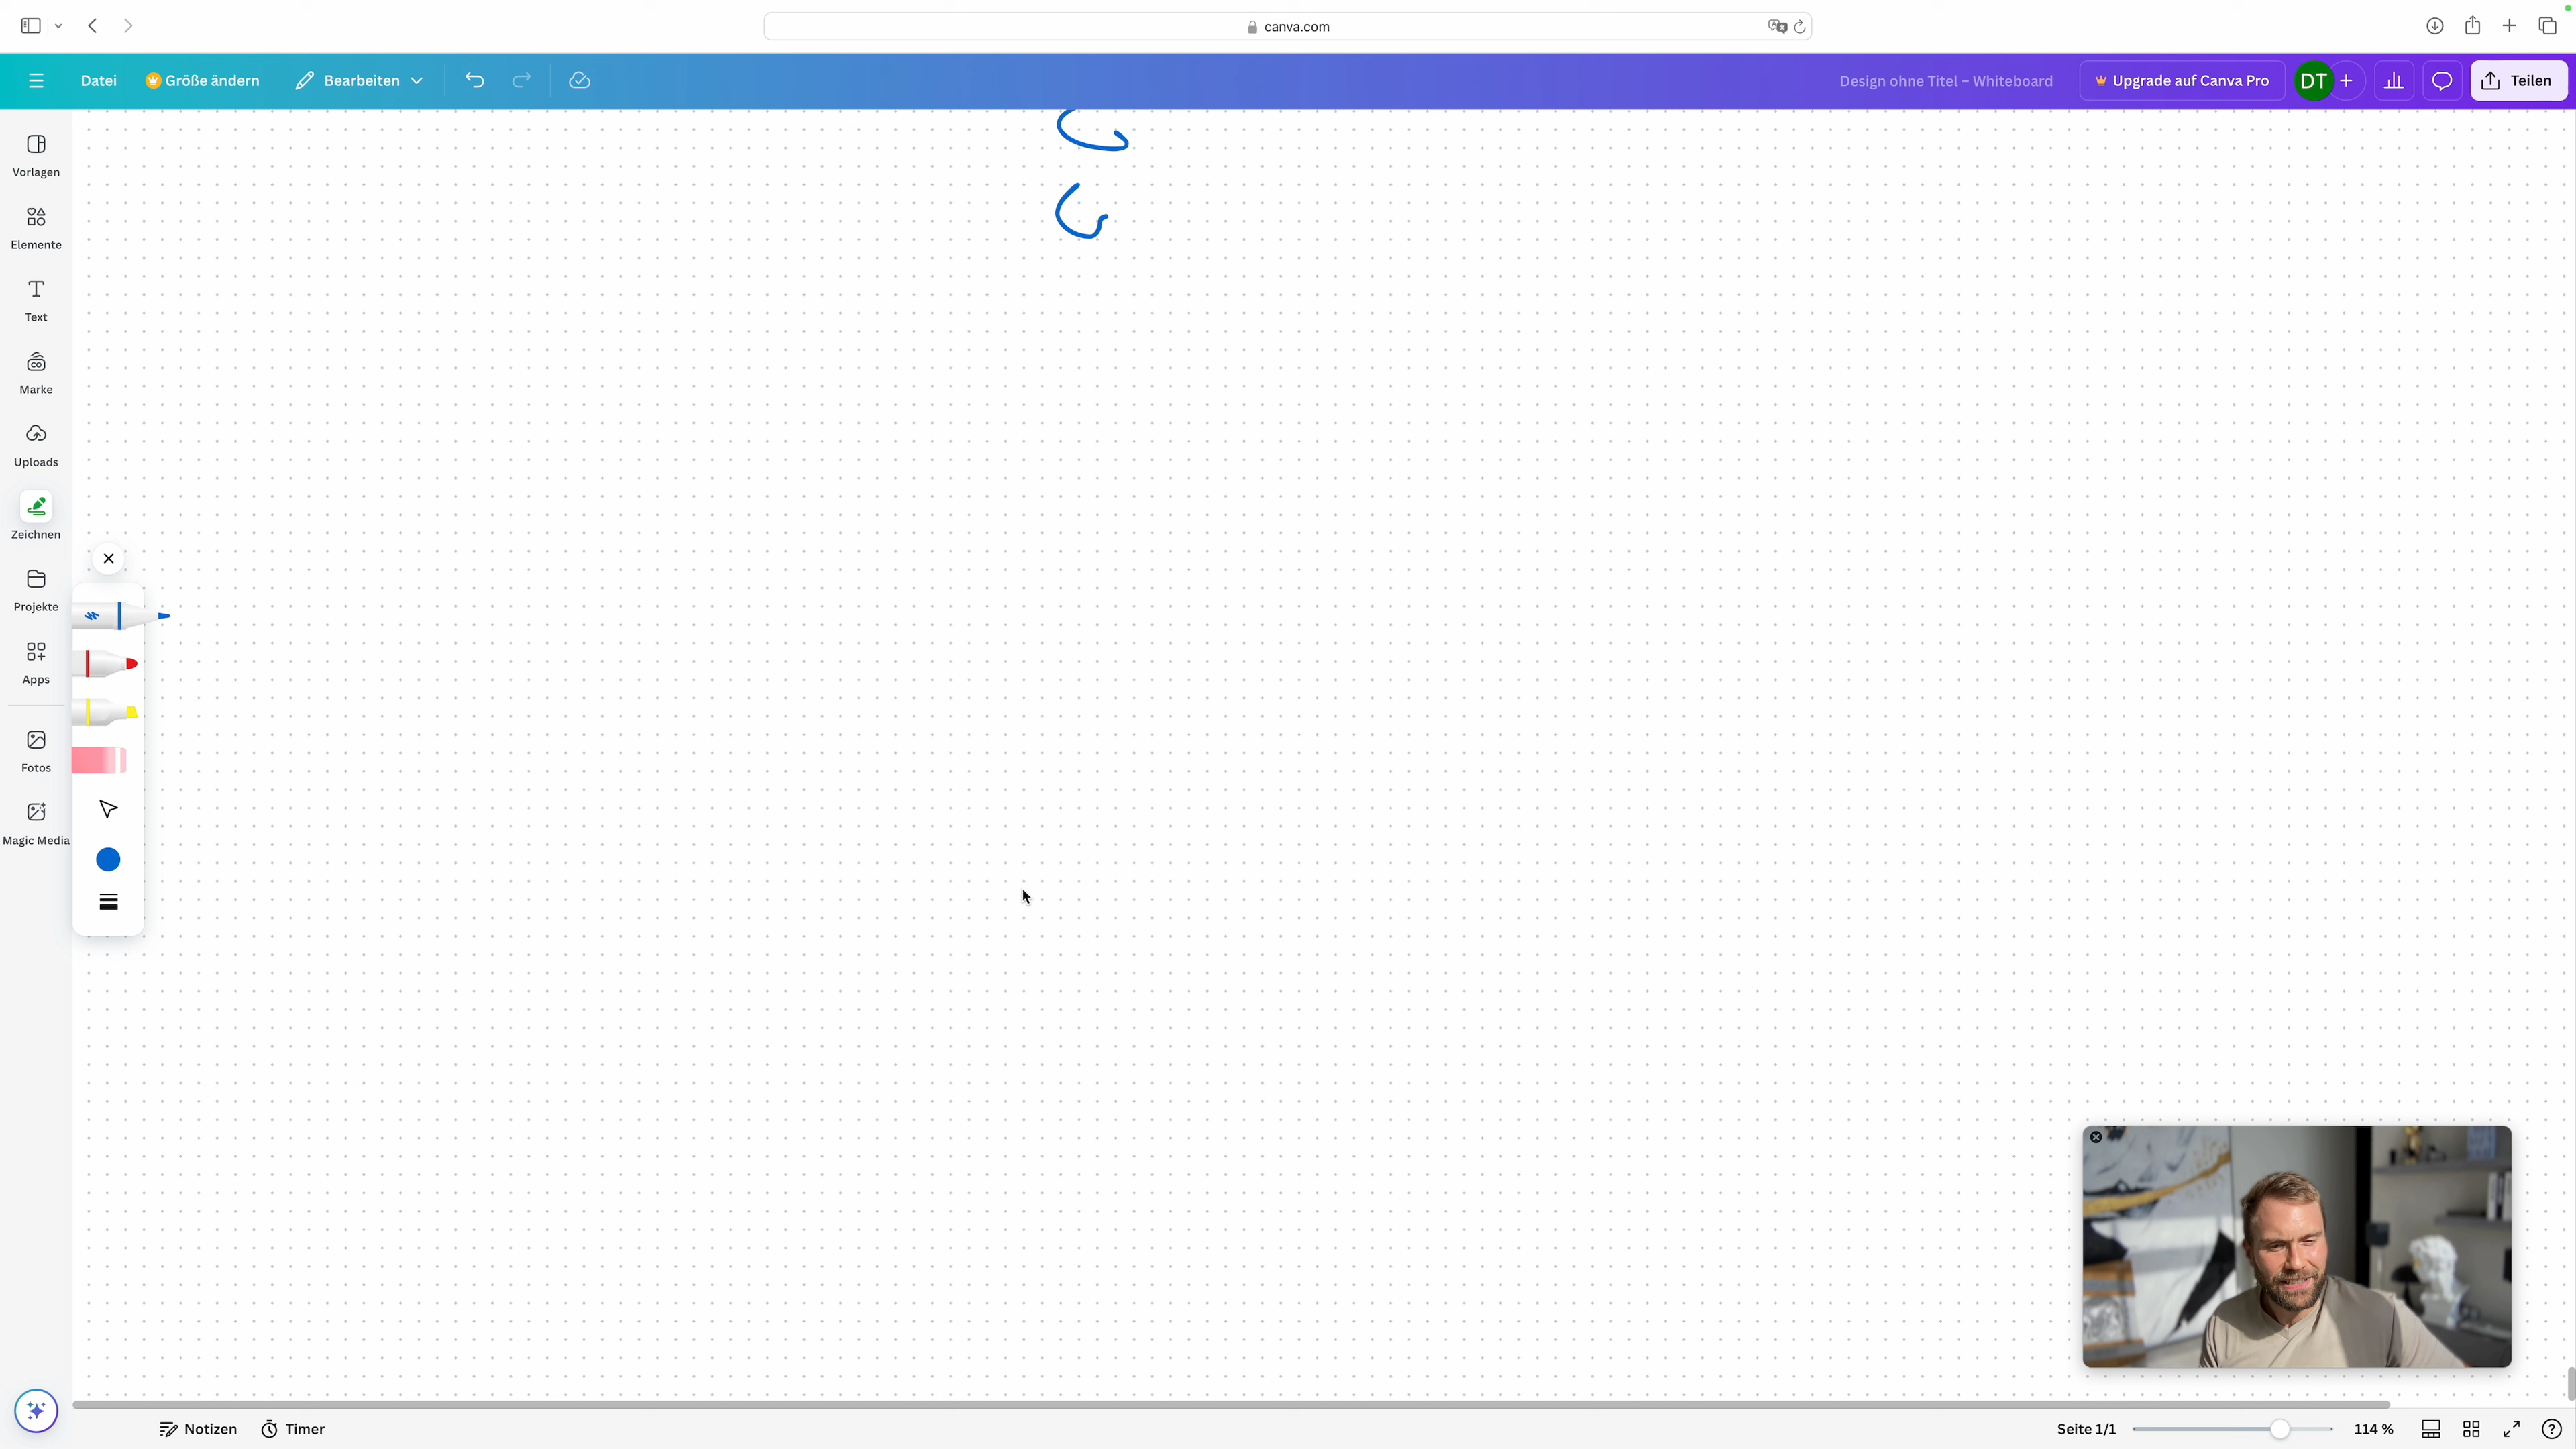 canva.com
Datei
Größe ändern
Bearbeiten
Design ohne Titel – Whiteboard
Upgrade auf Canva Pro
DT
Teilen
Vorlagen
Elemente
Text
CO
Marke
Uploads
Zeichnen
Projekte
Apps
Fotos
Magic Media
Notizen
Timer
Seite 1/1
114 %